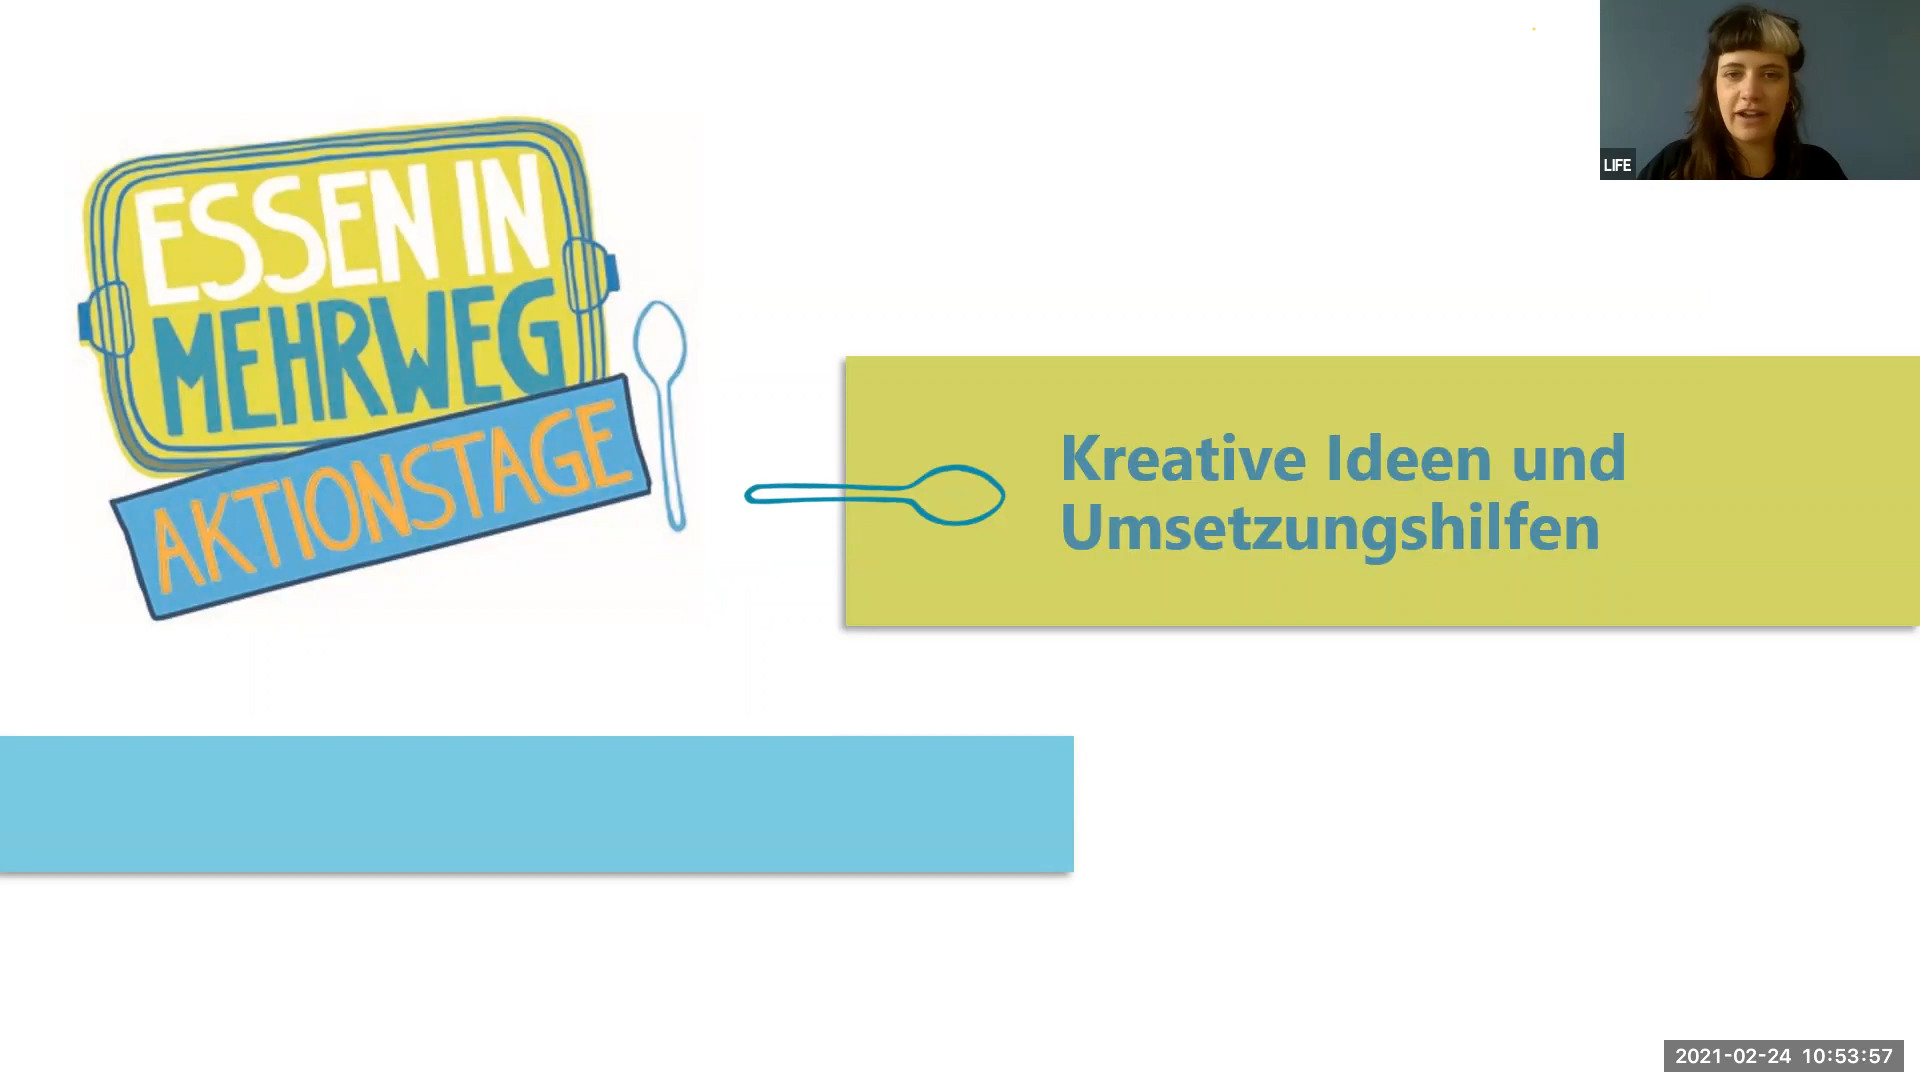 LIFE
ESSEN IN
MEHRWEG
AKTIONSTAGE
Kreative Ideen und
Umsetzungshilfen
2021-02-24 10:53:57